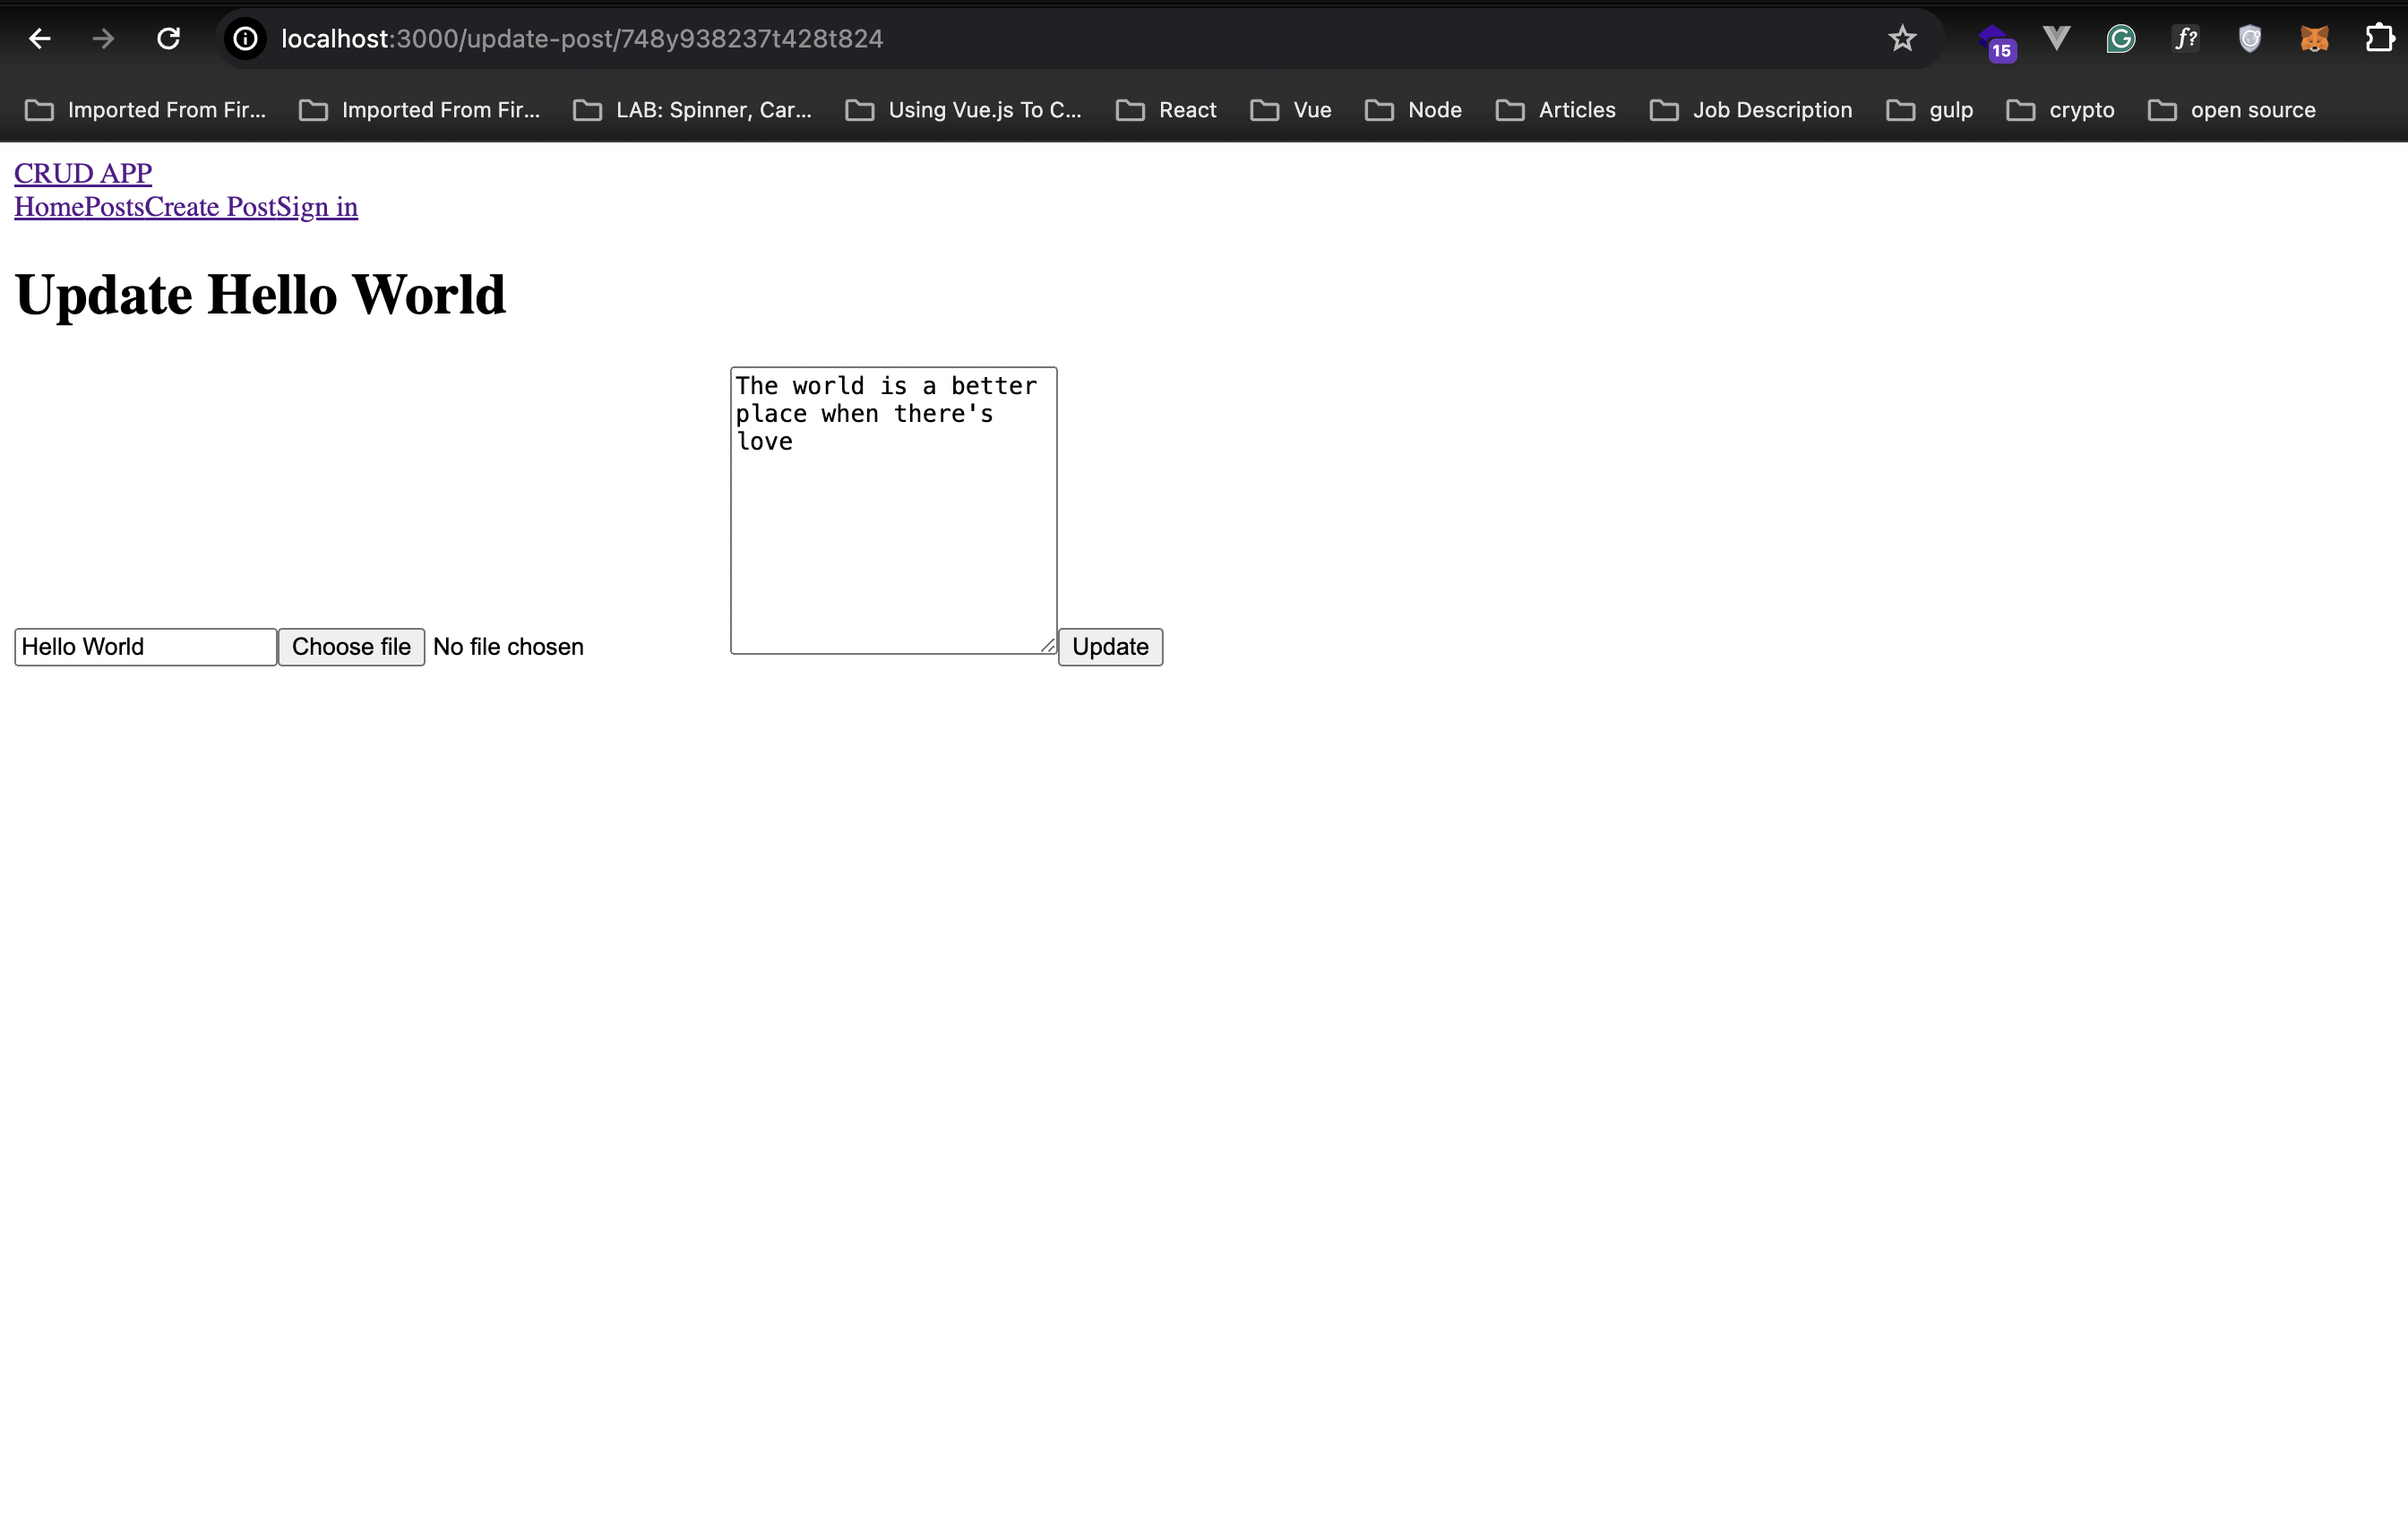 localhost:3000/update-post/748y938237t428t824
15
G
f?
Imported From Fir... Imported From Fir... LAB: Spinner, Car... Using Vue.js To C... React Vue Node Articles Job Description gulp crypto open source
CRUD APP
HomePostsCreate PostSign in
Update Hello World
The world is a better
place when there's
love
Hello World Choose file No file chosen Update